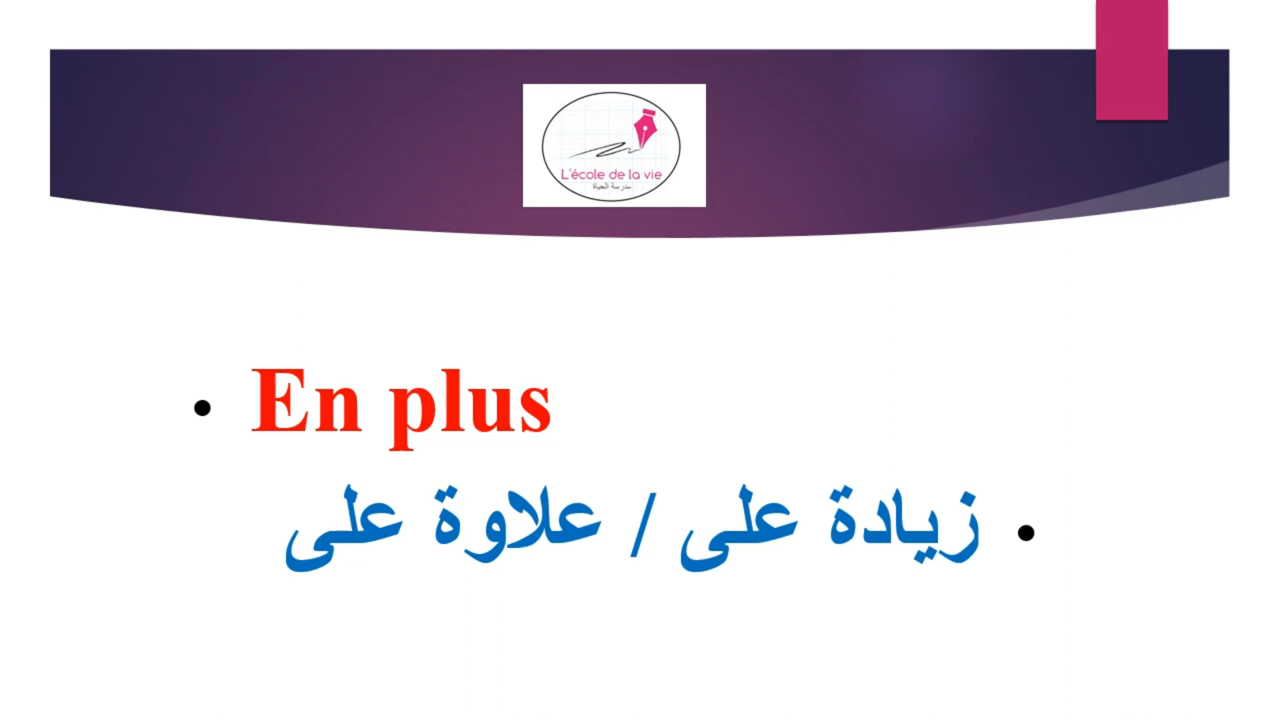 L'école de la vie
مدرسة الحياة
• En plus
• زيادة على / علاوة على